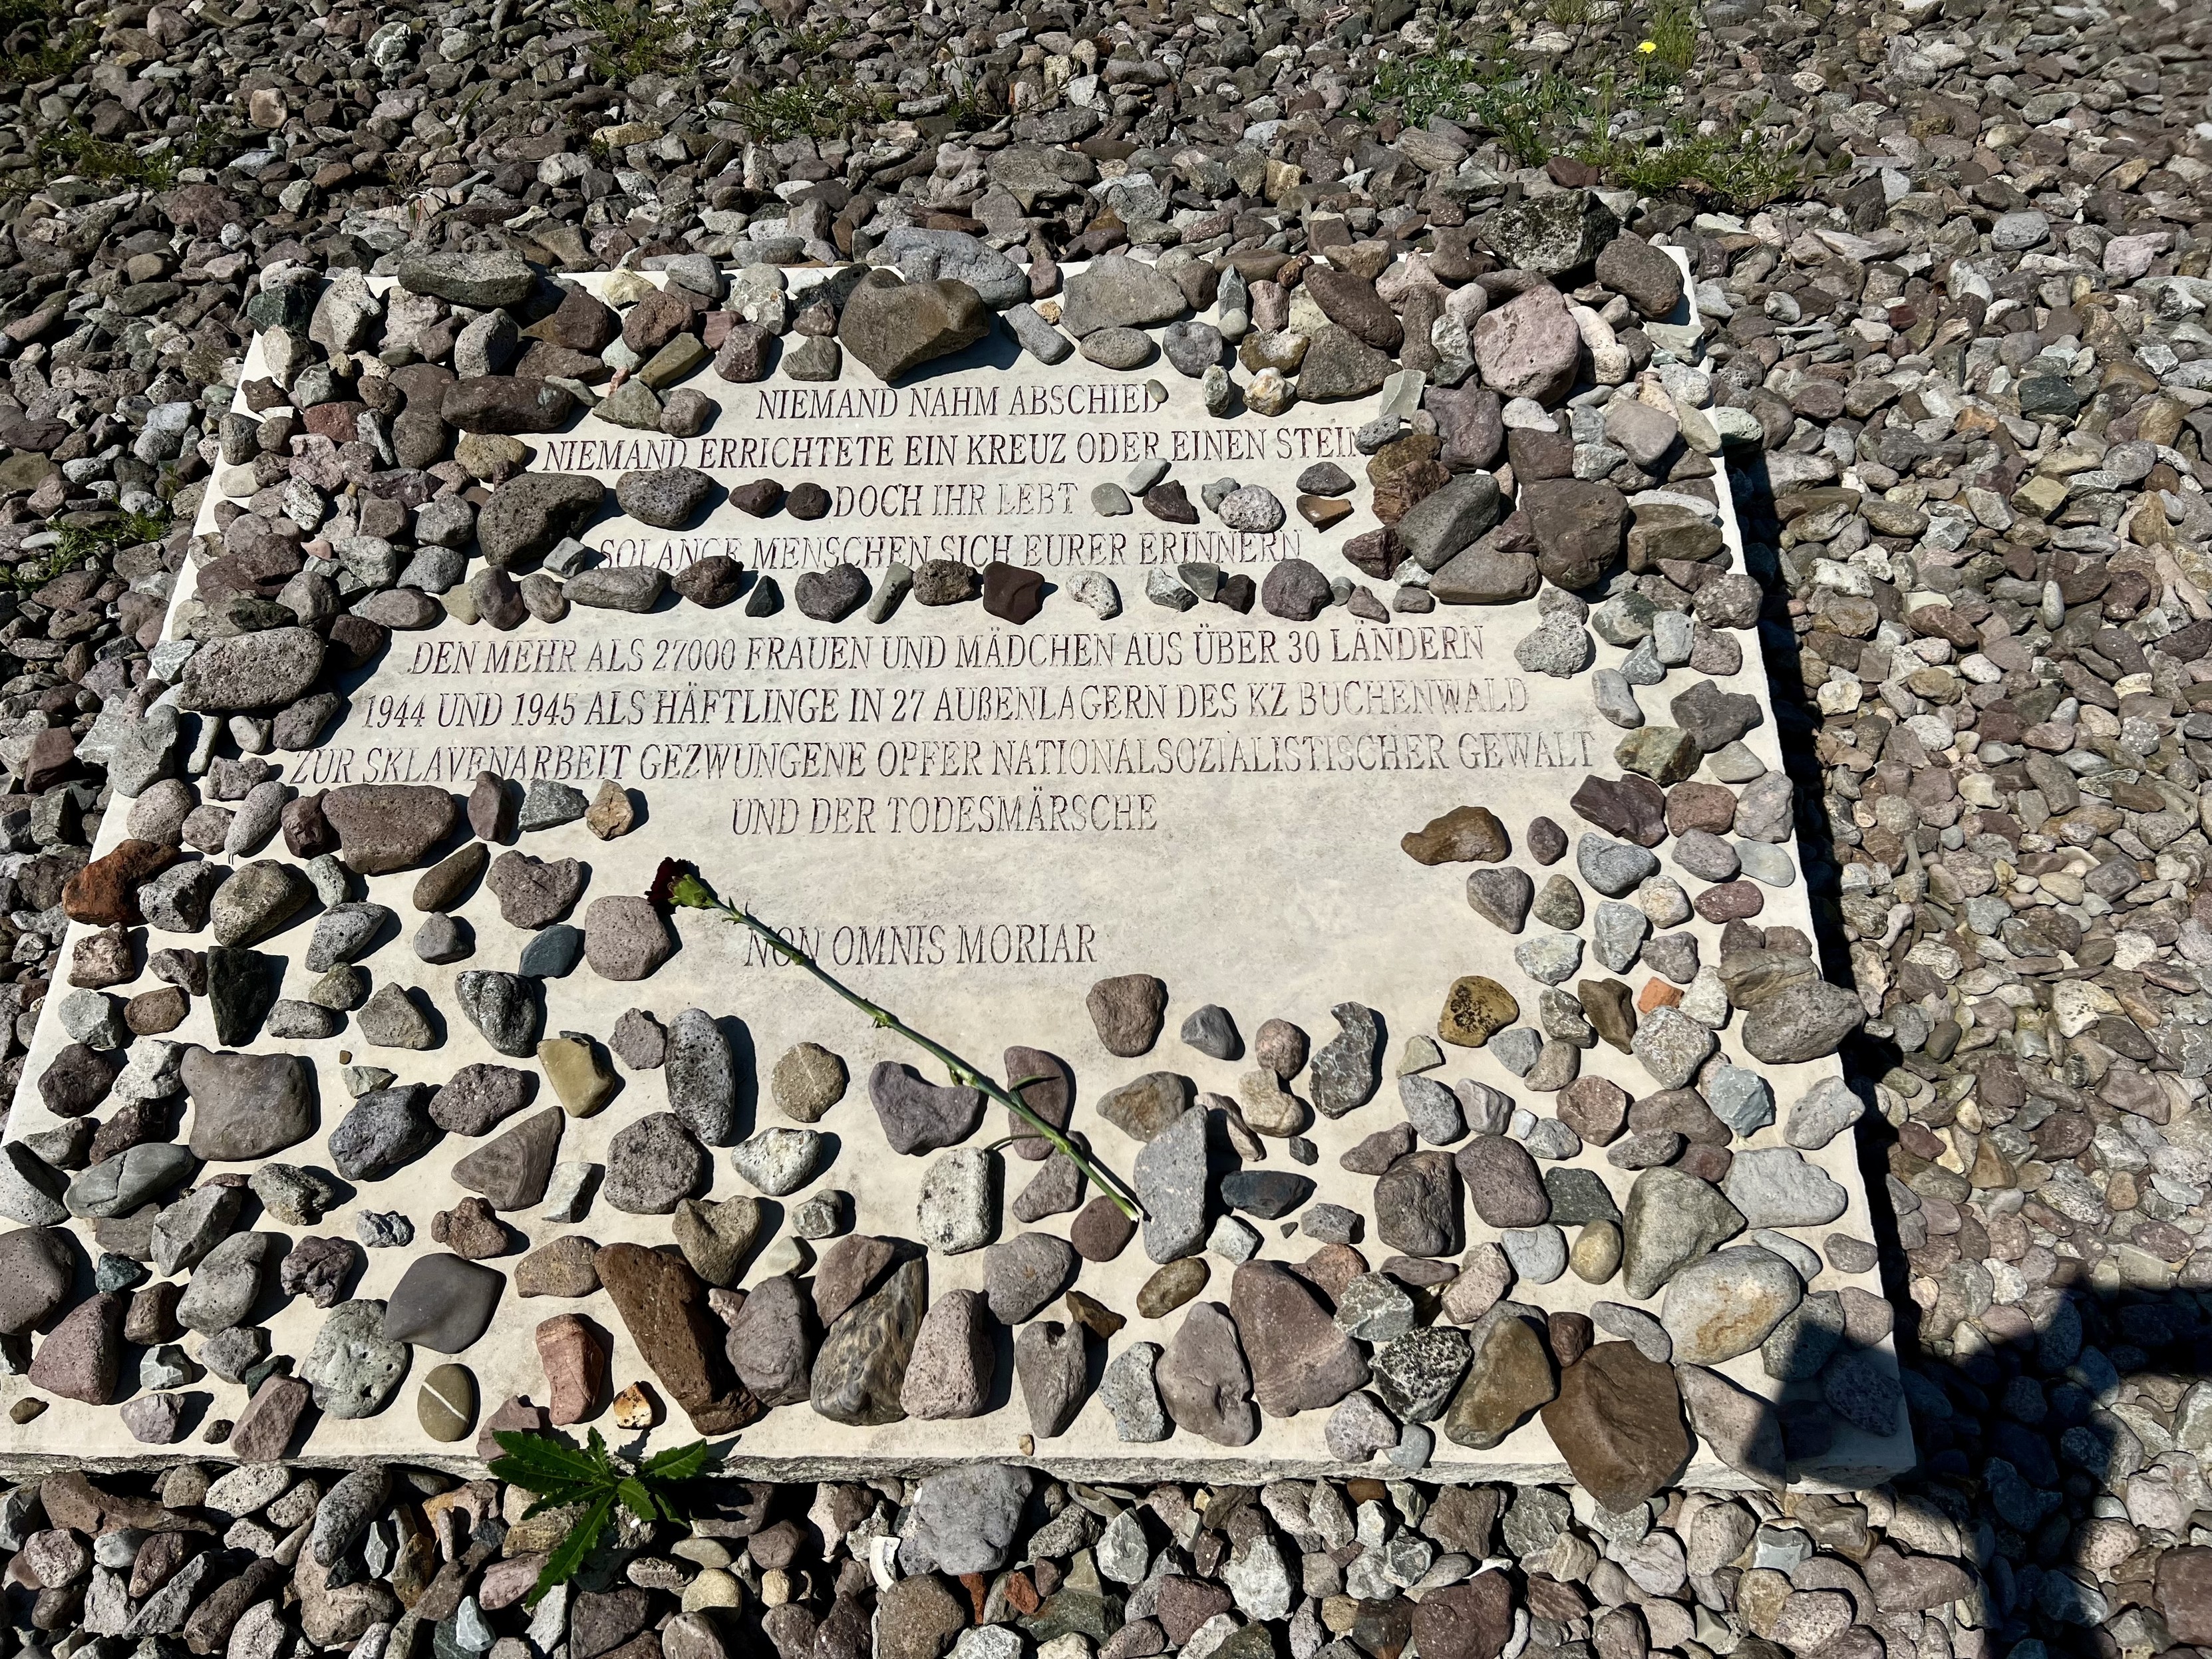 NIEMAND NAHM ABSCHIED
NIEMAND ERRICHTETE EIN KREUZ ODER EINEN STEIN
DOCH IHR LEBT
SOLANGE MENSCHEN SICH EURER ERINNERN
DEN MEHR ALS 27000 FRAUEN UND MÄDCHEN AUS ÜBER 30 LÄNDERN
1944 UND 1945 ALS HÄFTLINGE IN 27 AUßENLAGERN DES KZ BUCHENWALD
ZUR SKLAVENARBEIT GEZWUNGENE OPFER NATIONALSOZIALISTISCHER GEWALT
UND DER TODESMÄRSCHE
NON OMNIS MORIAR